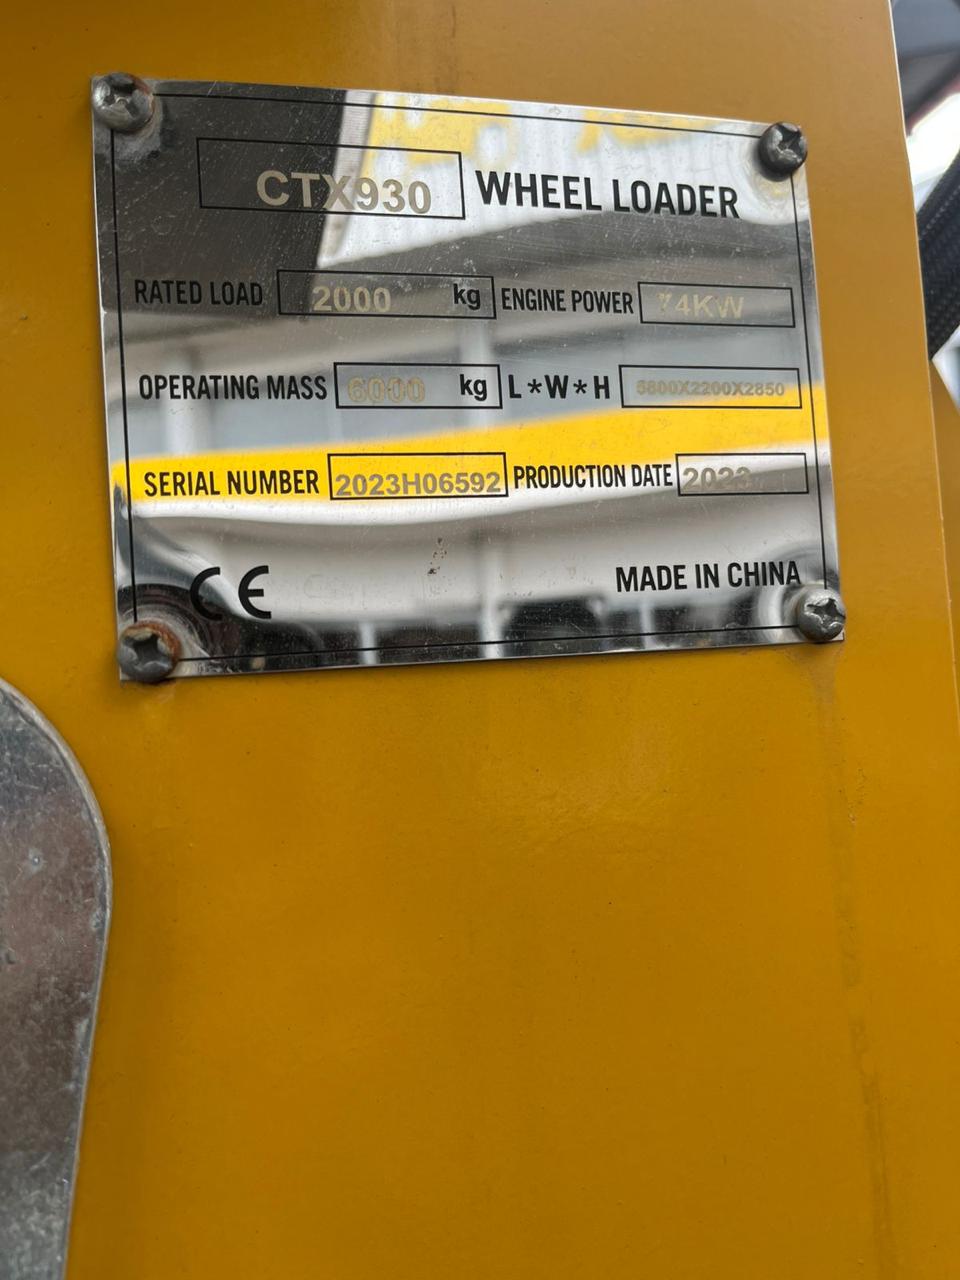 CTX930 WHEEL LOADER
RATED LOAD 2000 kg ENGINE POWER 74KW
OPERATING MASS 6000 kg L*W*H 5800X2200X2850
SERIAL NUMBER 2023H06592 PRODUCTION DATE 2023
CE MADE IN CHINA